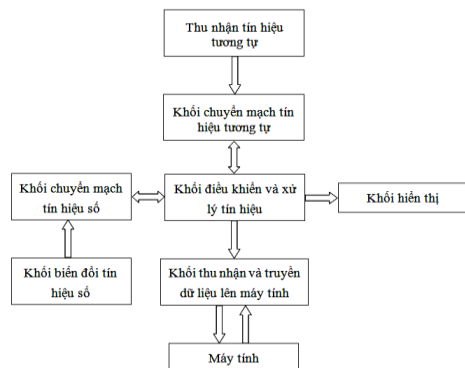 Thu nhận tín hiệu
tương tự
Khối chuyển mạch tín
hiệu tương tự
Khối chuyển mạch
tín hiệu số
Khối điều khiển và xử
lý tín hiệu
Khối hiển thị
Khối biến đổi tín
hiệu số
Khối thu nhận và truyền
dữ liệu lên máy tính
Máy tính